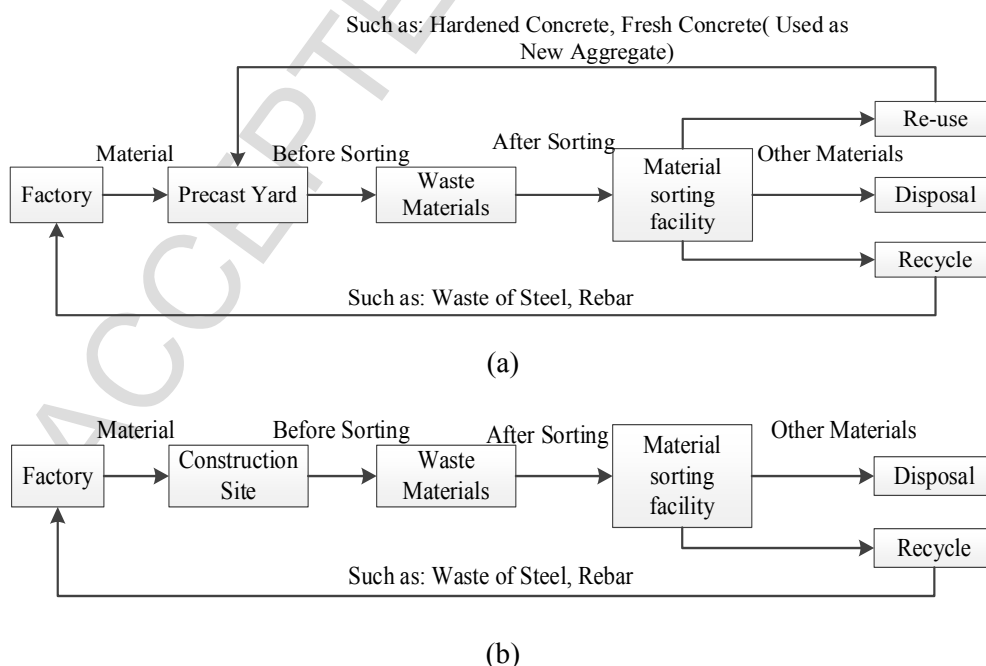 Such as: Hardened Concrete, Fresh Concrete( Used as
New Aggregate)
Re-use
Material
Before Sorting
After Sorting
Other Materials
Factory
Precast Yard
Waste
Materials
Material
sorting
facility
Disposal
Recycle
Such as: Waste of Steel, Rebar
(a)
Material
Before Sorting
After Sorting
Other Materials
Factory
Construction
Site
Waste
Materials
Material
sorting
facility
Disposal
Recycle
Such as: Waste of Steel, Rebar
(b)
ACCEPTE